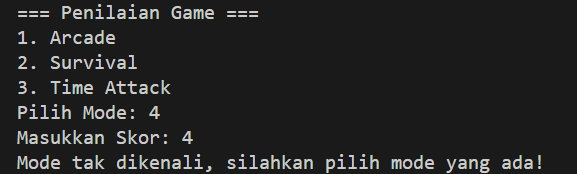 === Penilaian Game ===
1. Arcade
2. Survival
3. Time Attack
Pilih Mode: 4
Masukkan Skor: 4
Mode tak dikenali, silahkan pilih mode yang ada!